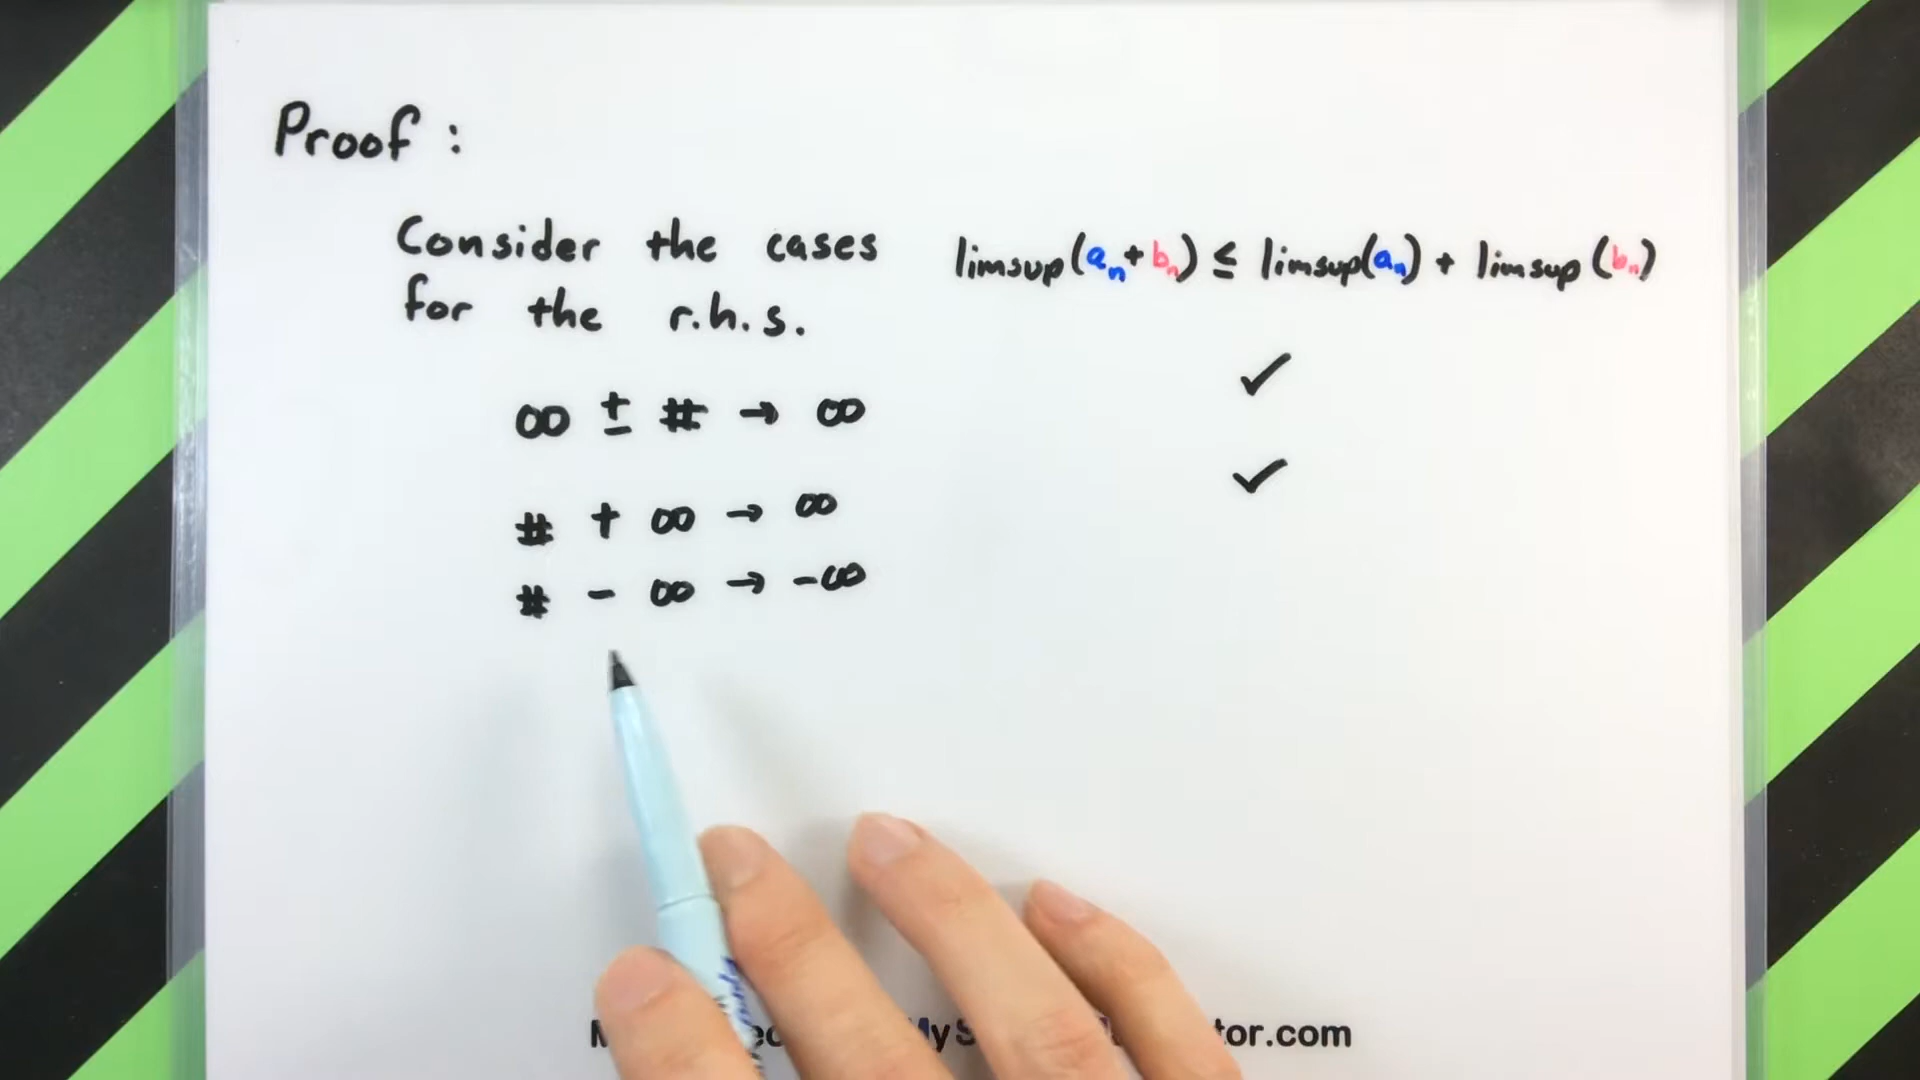 Proof :
Consider the cases
for the r.h.s.
limsup(aₙ + bₙ) ≤ limsup(aₙ) + limsup(bₙ)
∞ ± # → ∞ ✓
# + ∞ → ∞ ✓
# - ∞ → -∞
tor.com